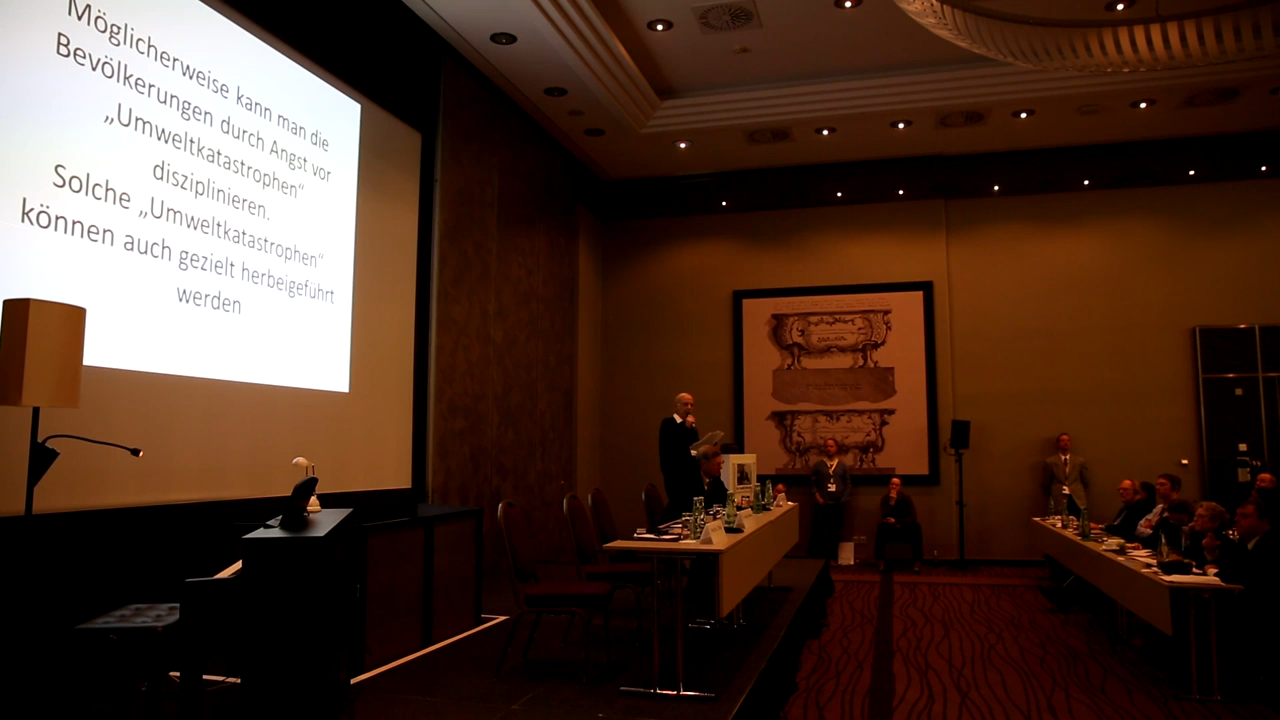 Möglicherweise kann man die
Bevölkerungen durch Angst vor
„Umweltkatastrophen“
disziplinieren.
Solche „Umweltkatastrophen“
können auch gezielt herbeigeführt
werden